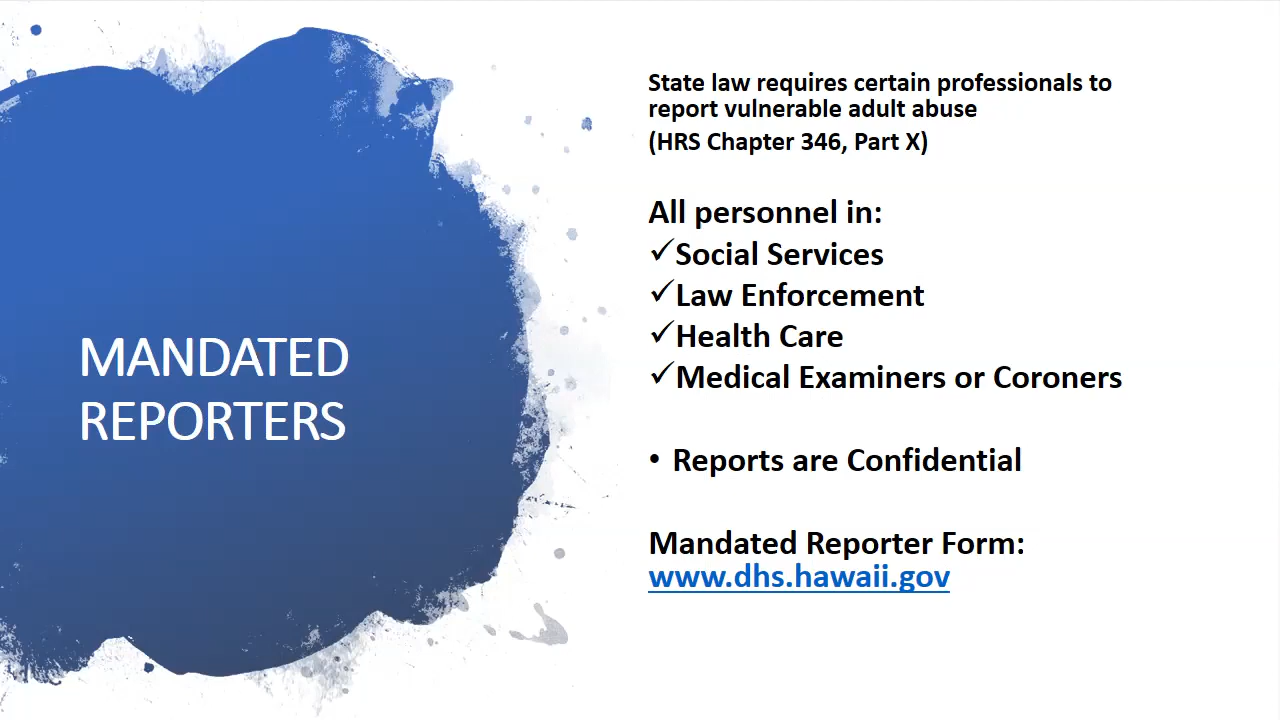 MANDATED
REPORTERS
State law requires certain professionals to
report vulnerable adult abuse
(HRS Chapter 346, Part X)
All personnel in:
✓Social Services
✓Law Enforcement
✓Health Care
✓Medical Examiners or Coroners
• Reports are Confidential
Mandated Reporter Form:
www.dhs.hawaii.gov